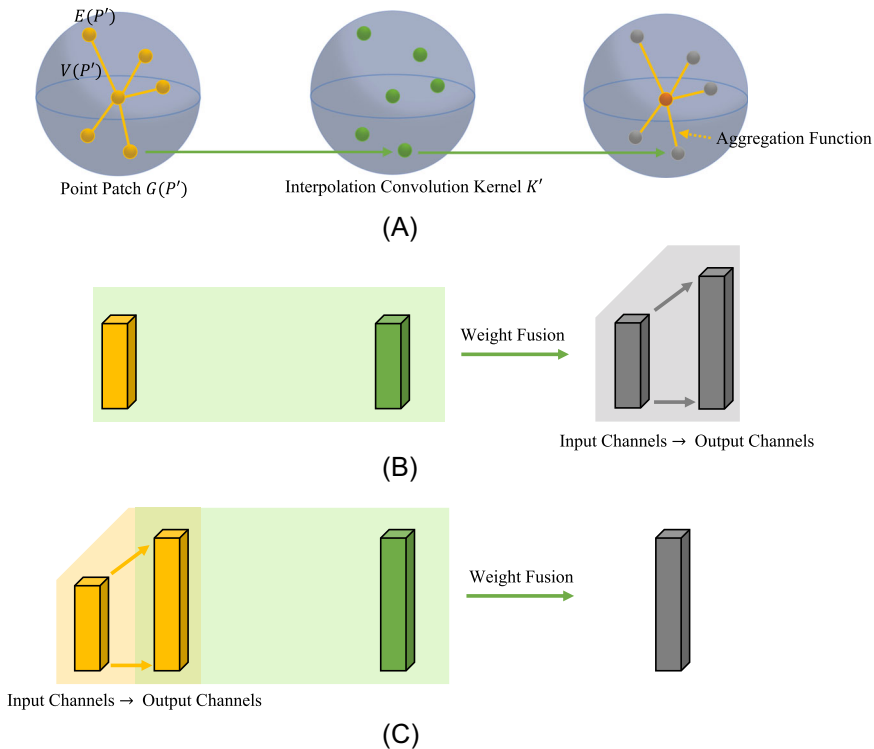 E(P′)
V(P′)
Aggregation Function
Point Patch G(P′)
Interpolation Convolution Kernel K′
(A)
Weight Fusion
Input Channels → Output Channels
(B)
Weight Fusion
Input Channels → Output Channels
(C)